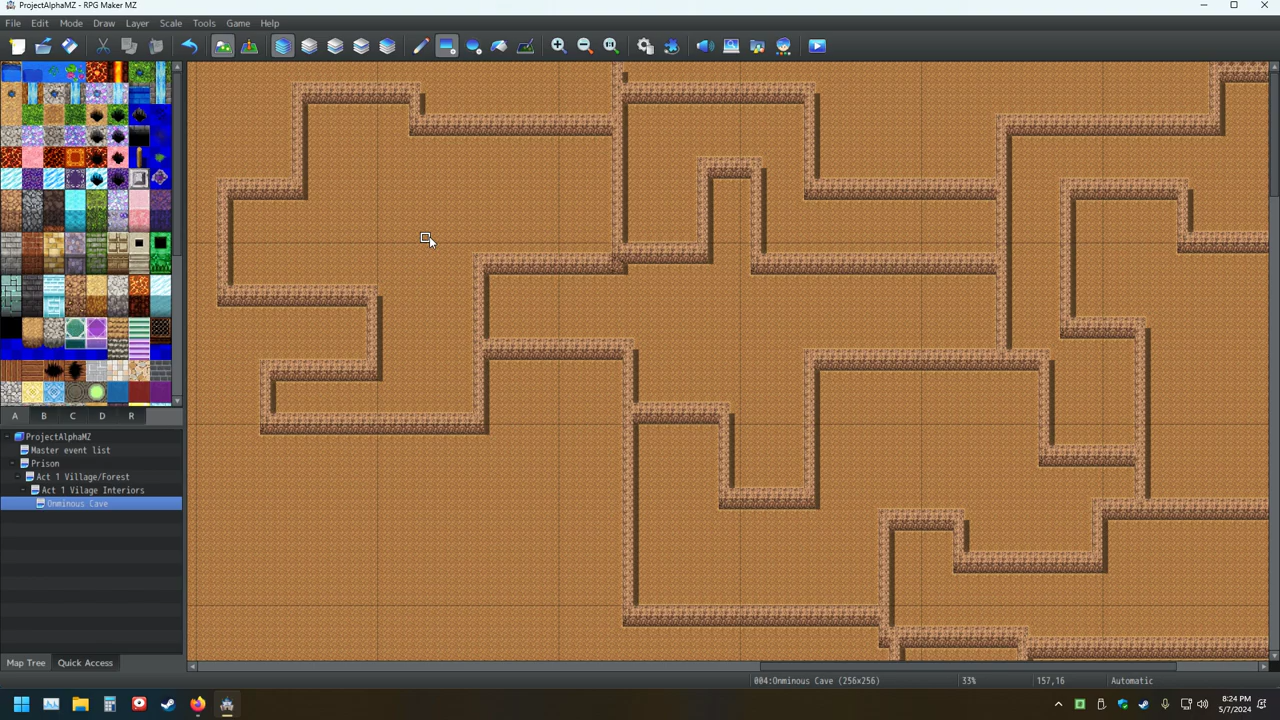 ProjectAlphaMZ - RPG Maker MZ
File Edit Mode Draw Layer Scale Tools Game Help
1:1
A B C D R
ProjectAlphaMZ
Master event list
Prison
Act 1 Village/Forest
Act 1 Vilage Interiors
Onminous Cave
Map Tree Quick Access
004:Onminous Cave (256x256) 33% 157,16 Automatic
8:24 PM
5/7/2024